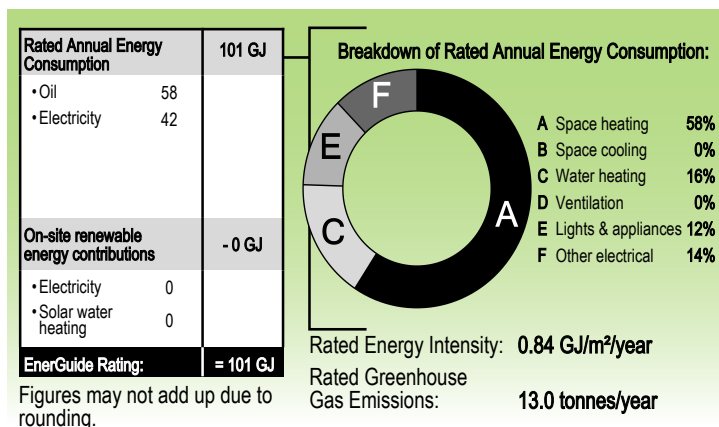 Rated Annual Energy Consumption 101 GJ
• Oil 58
• Electricity 42
On-site renewable energy contributions - 0 GJ
• Electricity 0
• Solar water heating 0
EnerGuide Rating: = 101 GJ
Figures may not add up due to
rounding.
Breakdown of Rated Annual Energy Consumption:
F
E
C
A
A Space heating 58%
B Space cooling 0%
C Water heating 16%
D Ventilation 0%
E Lights & appliances 12%
F Other electrical 14%
Rated Energy Intensity: 0.84 GJ/m²/year
Rated Greenhouse
Gas Emissions: 13.0 tonnes/year